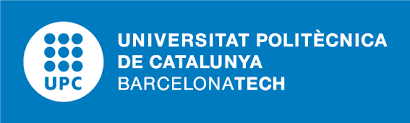 UPC
UNIVERSITAT POLITÈCNICA
DE CATALUNYA
BARCELONATECH